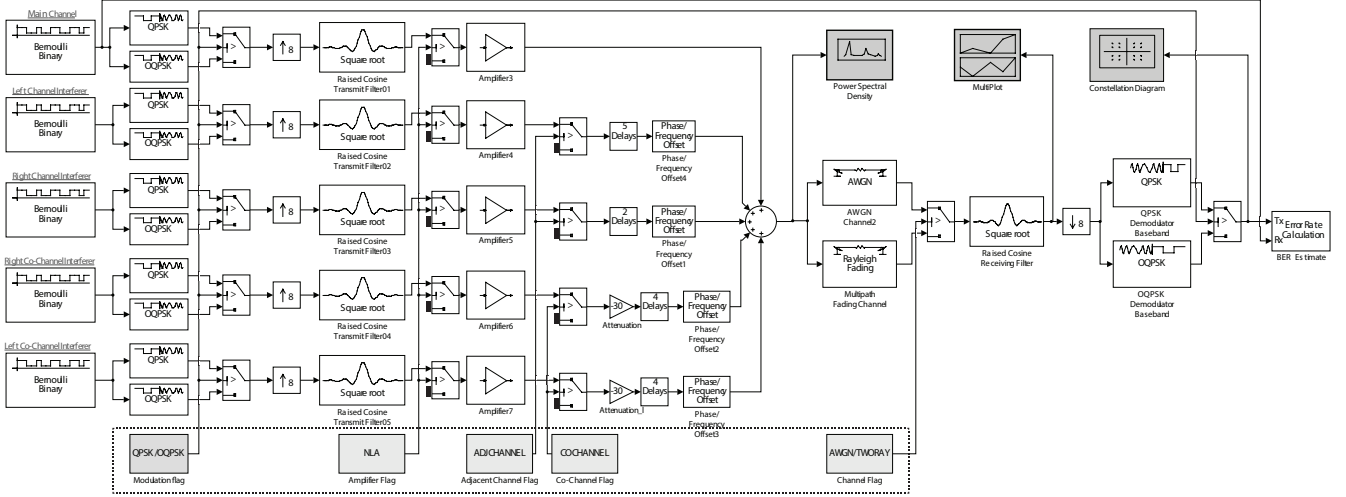 Main Channel
Bernoulli
Binary
QPSK
OQPSK
>
8
Square root
Raised Cosine
Transmit Filter01
>
Amplifier3
Left Channel Interferer
Bernoulli
Binary
QPSK
OQPSK
>
8
Square root
Raised Cosine
Transmit Filter02
>
Amplifier4
>
5
Delays
Phase/
Frequency
Offset
Phase/
Frequency
Offset4
Right Channel Interferer
Bernoulli
Binary
QPSK
OQPSK
>
8
Square root
Raised Cosine
Transmit Filter03
>
Amplifier5
>
2
Delays
Phase/
Frequency
Offset
Phase/
Frequency
Offset1
Right Co-Channel Interferer
Bernoulli
Binary
QPSK
OQPSK
>
8
Square root
Raised Cosine
Transmit Filter04
>
Amplifier6
>
-30
Attenuation
4
Delays
Phase/
Frequency
Offset
Phase/
Frequency
Offset2
Left Co-Channel Interferer
Bernoulli
Binary
QPSK
OQPSK
>
8
Square root
Raised Cosine
Transmit Filter05
>
Amplifier7
>
-30
Attenuation_1
4
Delays
Phase/
Frequency
Offset
Phase/
Frequency
Offset3
Power Spectral
Density
MultiPlot
Constellation Diagram
AWGN
AWGN
Channel2
Rayleigh
Fading
Multipath
Fading Channel
>
Square root
Raised Cosine
Receiving Filter
8
QPSK
QPSK
Demodulator
Baseband
OQPSK
OQPSK
Demodulator
Baseband
>
Tx
Rx
Error Rate
Calculation
BER Estimate
QPSK/OQPSK
Modulation flag
NLA
Amplifier Flag
ADJCHANNEL
Adjacent Channel Flag
COCHANNEL
Co-Channel Flag
AWGN/TWORAY
Channel Flag